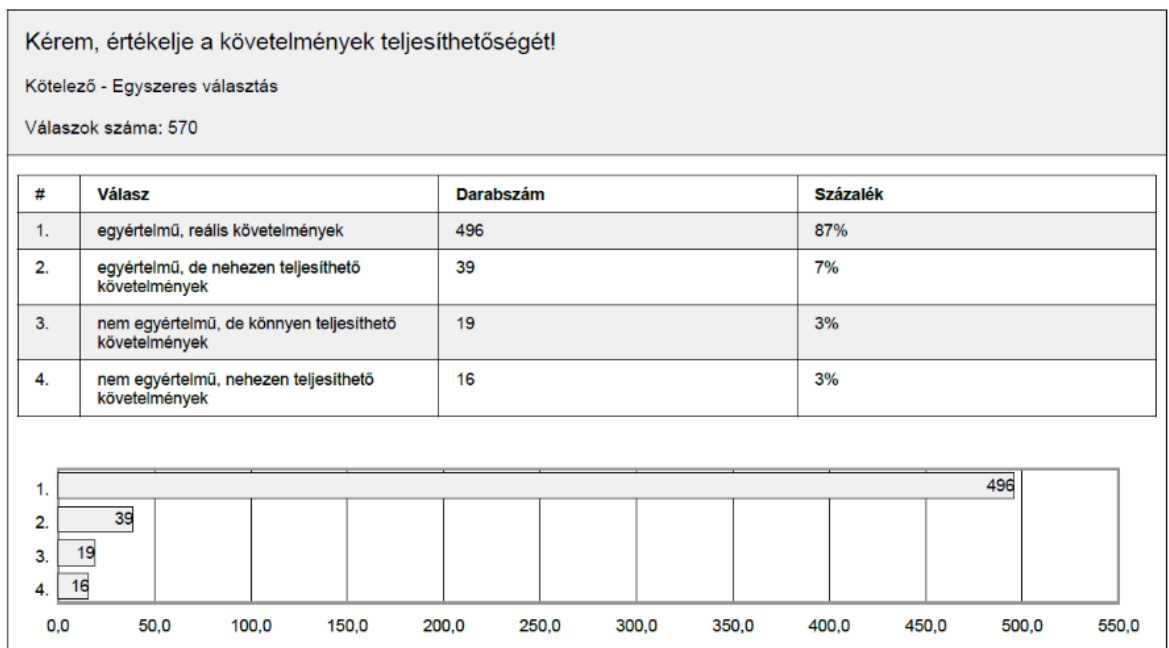 Kérem, értékelje a követelmények teljesíthetőségét!
Kötelező - Egyszeres választás
Válaszok száma: 570
# Válasz Darabszám Százalék
1. egyértelmű, reális követelmények 496 87%
2. egyértelmű, de nehezen teljesíthető 39 7%
követelmények
3. nem egyértelmű, de könnyen teljesíthető 19 3%
követelmények
4. nem egyértelmű, nehezen teljesíthető 16 3%
követelmények
1. 496
2. 39
3. 19
4. 16
0,0 50,0 100,0 150,0 200,0 250,0 300,0 350,0 400,0 450,0 500,0 550,0